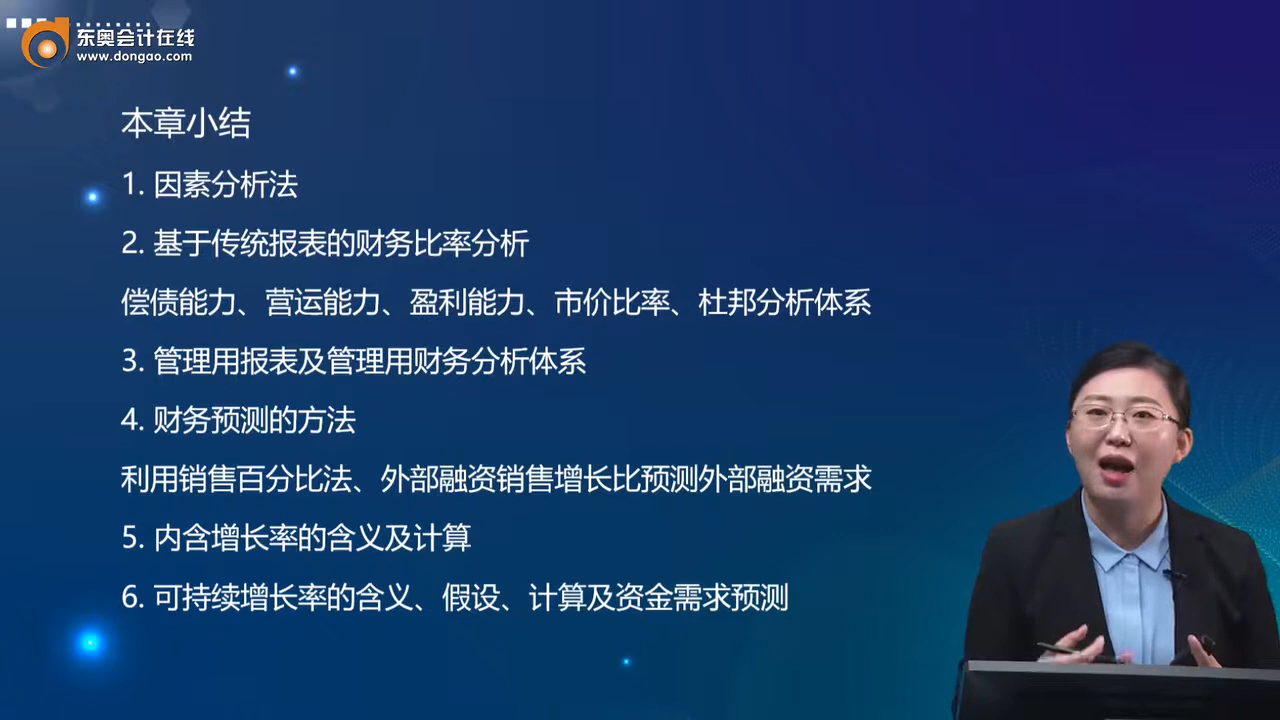 东奥会计在线
www.dongao.com
本章小结
1. 因素分析法
2. 基于传统报表的财务比率分析
偿债能力、营运能力、盈利能力、市价比率、杜邦分析体系
3. 管理用报表及管理用财务分析体系
4. 财务预测的方法
利用销售百分比法、外部融资销售增长比预测外部融资需求
5. 内含增长率的含义及计算
6. 可持续增长率的含义、假设、计算及资金需求预测